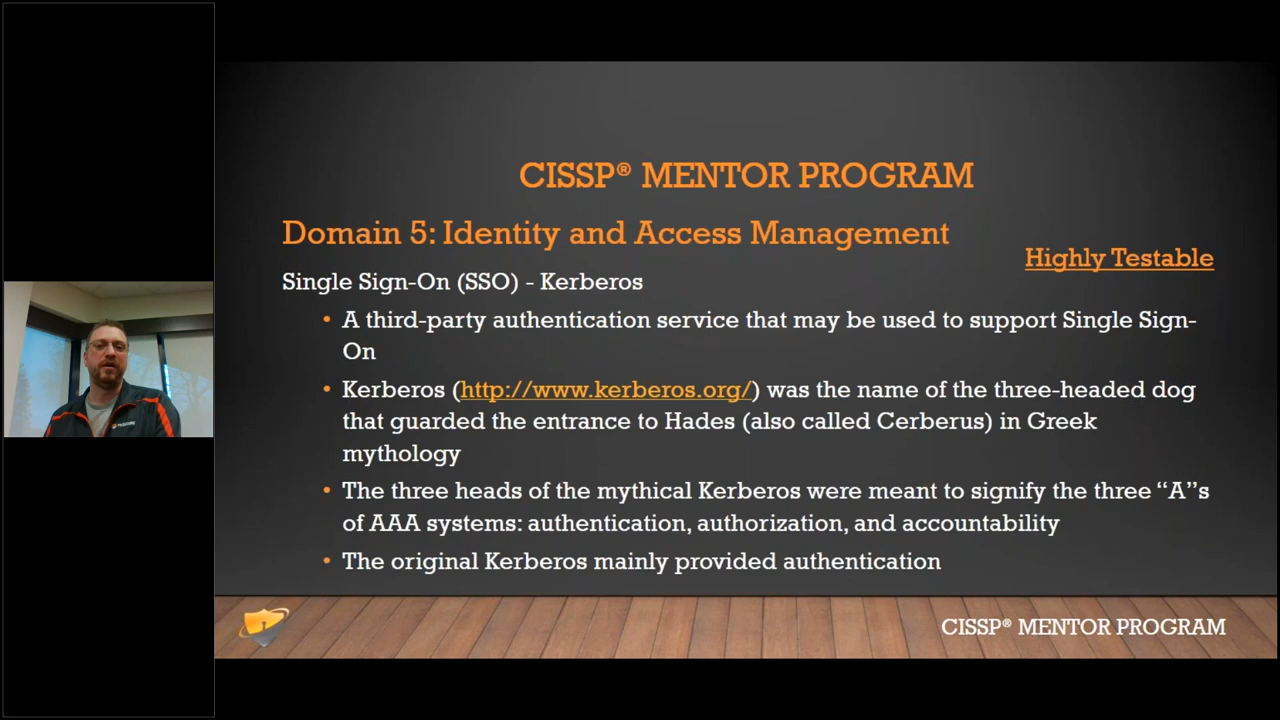 CISSP® MENTOR PROGRAM
Domain 5: Identity and Access Management
Highly Testable
Single Sign-On (SSO) - Kerberos
• A third-party authentication service that may be used to support Single Sign-
On
• Kerberos (http://www.kerberos.org/) was the name of the three-headed dog
that guarded the entrance to Hades (also called Cerberus) in Greek
mythology
• The three heads of the mythical Kerberos were meant to signify the three “A”s
of AAA systems: authentication, authorization, and accountability
• The original Kerberos mainly provided authentication
CISSP® MENTOR PROGRAM